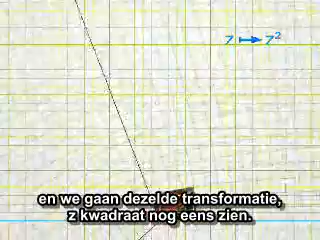 z ↦ z²
en we gaan dezelde transformatie,
z kwadraat nog eens zien.